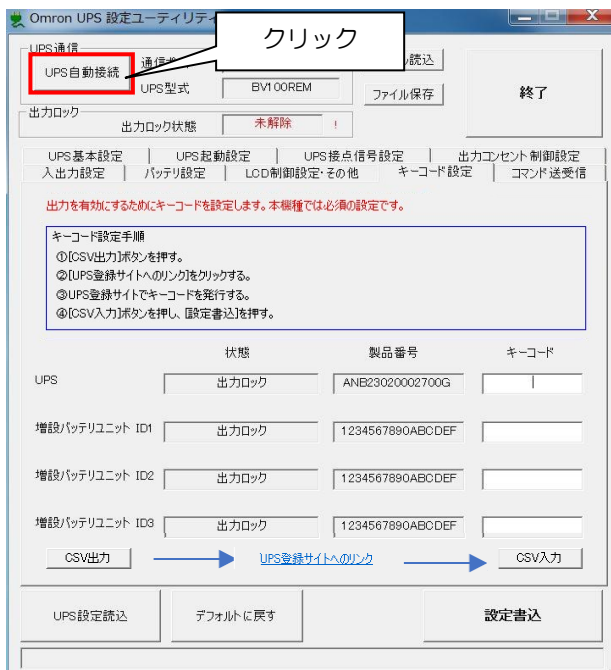 Omron UPS 設定ユーティリティ
クリック
UPS通信
UPS自動接続
UPS型式 BV100REM
ファイル保存
終了
出力ロック
出力ロック状態 未解除 !
UPS基本設定 UPS起動設定 UPS接点信号設定 出力コンセント制御設定
入出力設定 バッテリ設定 LCD制御設定・その他 キーコード設定 コマンド送受信
出力を有効にするためにキーコードを設定します。本機種では必須の設定です。
キーコード設定手順
①[CSV出力]ボタンを押す。
②[UPS登録サイトへのリンク]をクリックする。
③UPS登録サイトでキーコードを発行する。
④[CSV入力]ボタンを押し、[設定書込]を押す。
状態 製品番号 キーコード
UPS 出力ロック ANB23020002700G
増設バッテリユニット ID1 出力ロック 1234567890ABCDEF
増設バッテリユニット ID2 出力ロック 1234567890ABCDEF
増設バッテリユニット ID3 出力ロック 1234567890ABCDEF
CSV出力 UPS登録サイトへのリンク CSV入力
UPS設定読込 デフォルトに戻す 設定書込